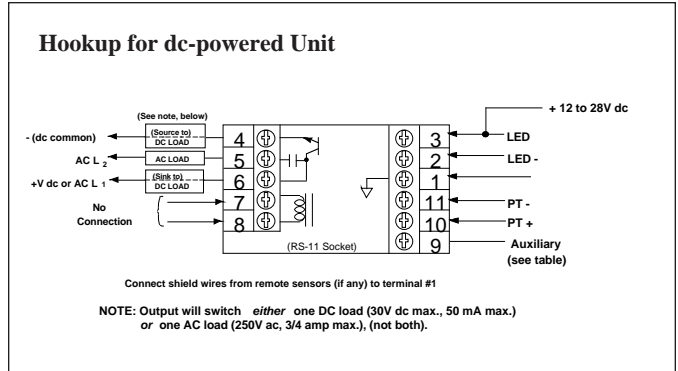 Hookup for dc-powered Unit
+ 12 to 28V dc
(See note, below)
- (dc common)
(Source to)
DC LOAD
4
3
LED
AC L 2
AC LOAD
5
2
LED -
+V dc or AC L 1
(Sink to)
DC LOAD
6
1
No
Connection
7
11
PT -
8
10
PT +
(RS-11 Socket)
9
Auxiliary
(see table)
Connect shield wires from remote sensors (if any) to terminal #1
NOTE: Output will switch either one DC load (30V dc max., 50 mA max.)
or one AC load (250V ac, 3/4 amp max.), (not both).